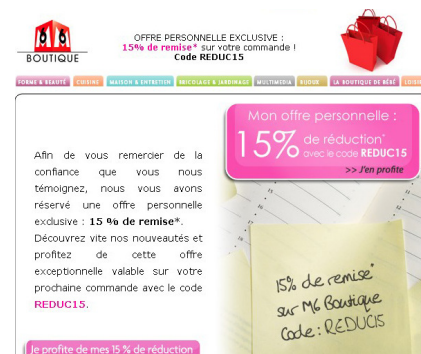 M6
BOUTIQUE
OFFRE PERSONNELLE EXCLUSIVE :
15% de remise* sur votre commande !
Code REDUC15
FORME & BEAUTÉ CUISINE MAISON & ENTRETIEN BRICOLAGE & JARDINAGE MULTIMEDIA BIJOUX LA BOUTIQUE DE BÉBÉ LOISI
Mon offre personnelle :
15% de réduction*
avec le code REDUC15
>> J'en profite
Afin de vous remercier de la
confiance que vous nous
témoignez, nous vous avons
réservé une offre personnelle
exclusive : 15 % de remise*.
Découvrez vite nos nouveautés et
profitez de cette offre
exceptionnelle valable sur votre
prochaine commande avec le code
REDUC15.
15% de remise*
sur M6 Boutique
Code : REDUC15
Je profite de mes 15 % de réduction